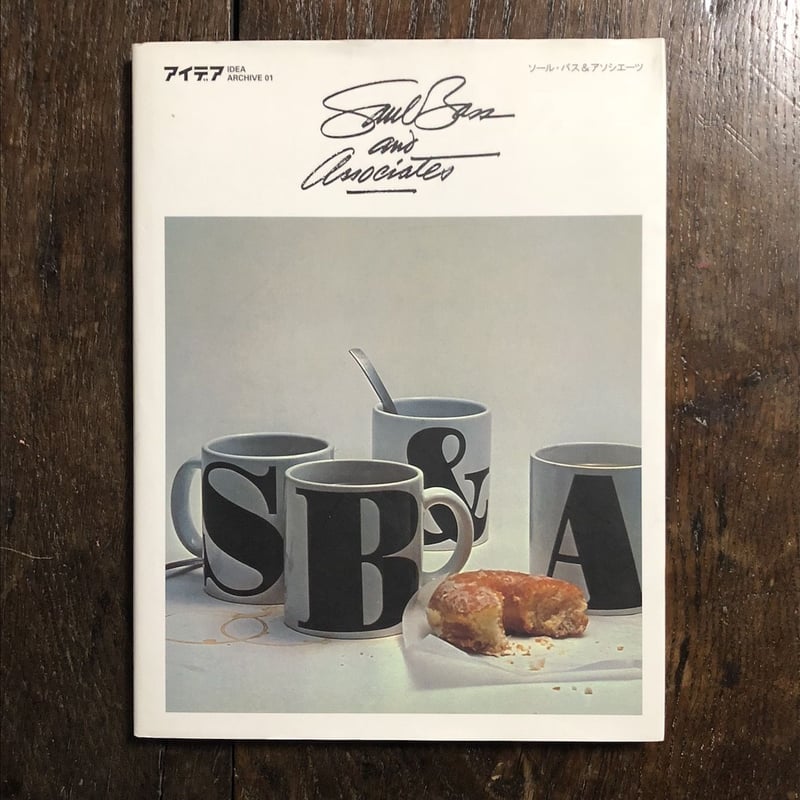 アイデア IDEA
ARCHIVE 01
ソール・バス&アソシエーツ
Saul Bass
and
Associates
S B & A